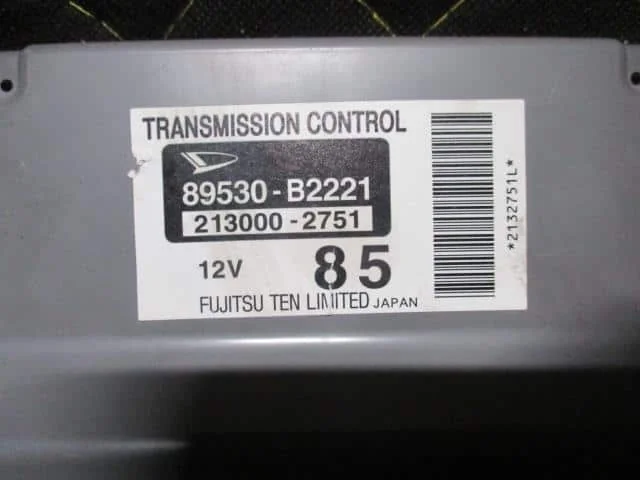 TRANSMISSION CONTROL
89530-B2221
213000-2751
12V 85
FUJITSU TEN LIMITED JAPAN
*2132751L*